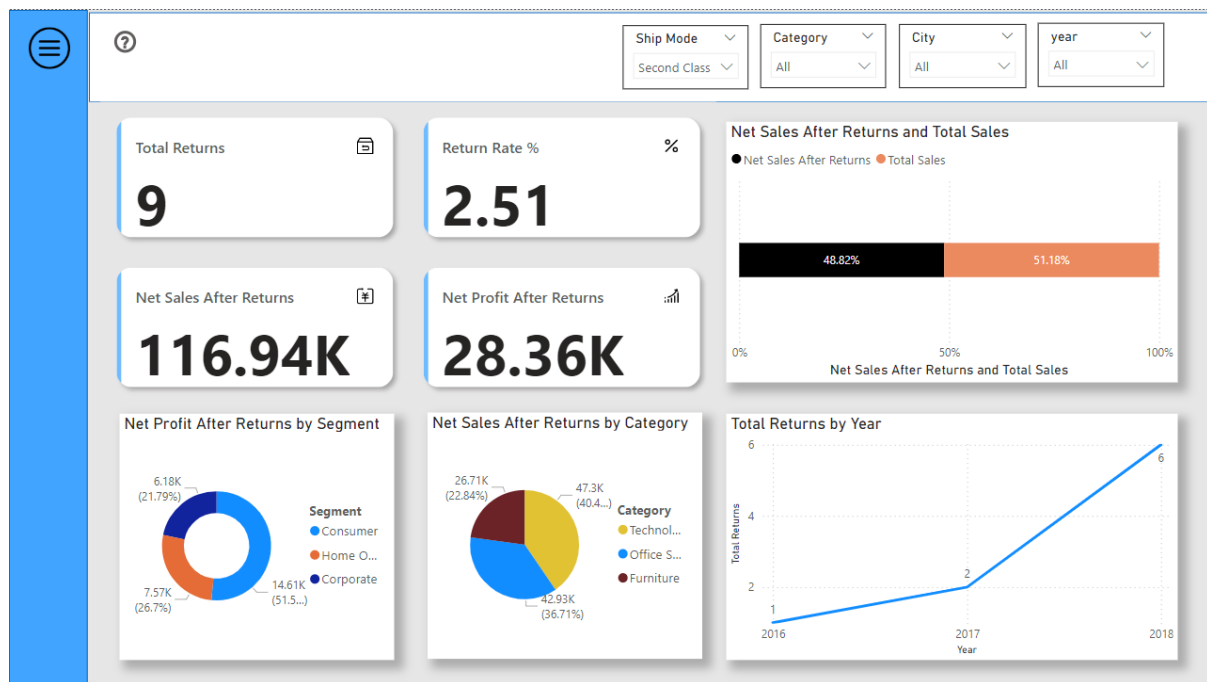 ?
Ship Mode
Second Class
Category
All
City
All
year
All
Total Returns
9
Return Rate %
%
2.51
Net Sales After Returns
¥
116.94K
Net Profit After Returns
28.36K
Net Sales After Returns and Total Sales
Net Sales After Returns
Total Sales
48.82%
51.18%
0%
50%
100%
Net Sales After Returns and Total Sales
Net Profit After Returns by Segment
6.18K
(21.79%)
7.57K
(26.7%)
14.61K
(51.5...)
Segment
Consumer
Home O...
Corporate
Net Sales After Returns by Category
26.71K
(22.84%)
47.3K
(40.4...)
42.93K
(36.71%)
Category
Technol...
Office S...
Furniture
Total Returns by Year
Total Returns
6
4
2
1
2
6
2016
2017
2018
Year